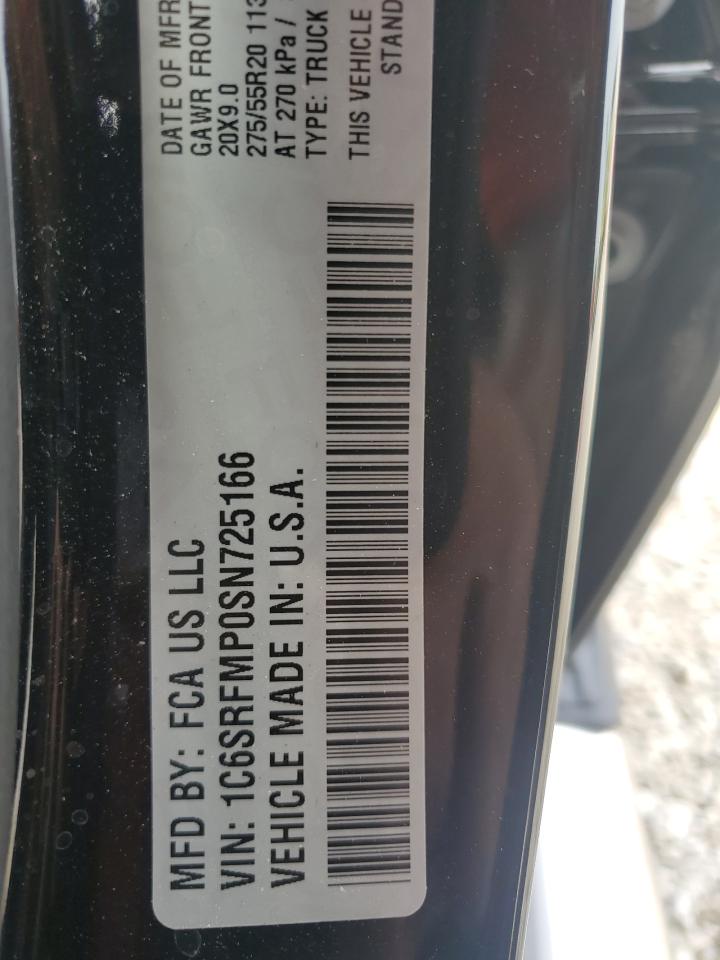 MFD BY: FCA US LLC
VIN: 1C6SRFMP0SN725166
VEHICLE MADE IN: U.S.A.
DATE OF MFR
GAWR FRONT
20X9.0
275/55R20 113
AT 270 kPa /
TYPE: TRUCK
THIS VEHICLE
STAND